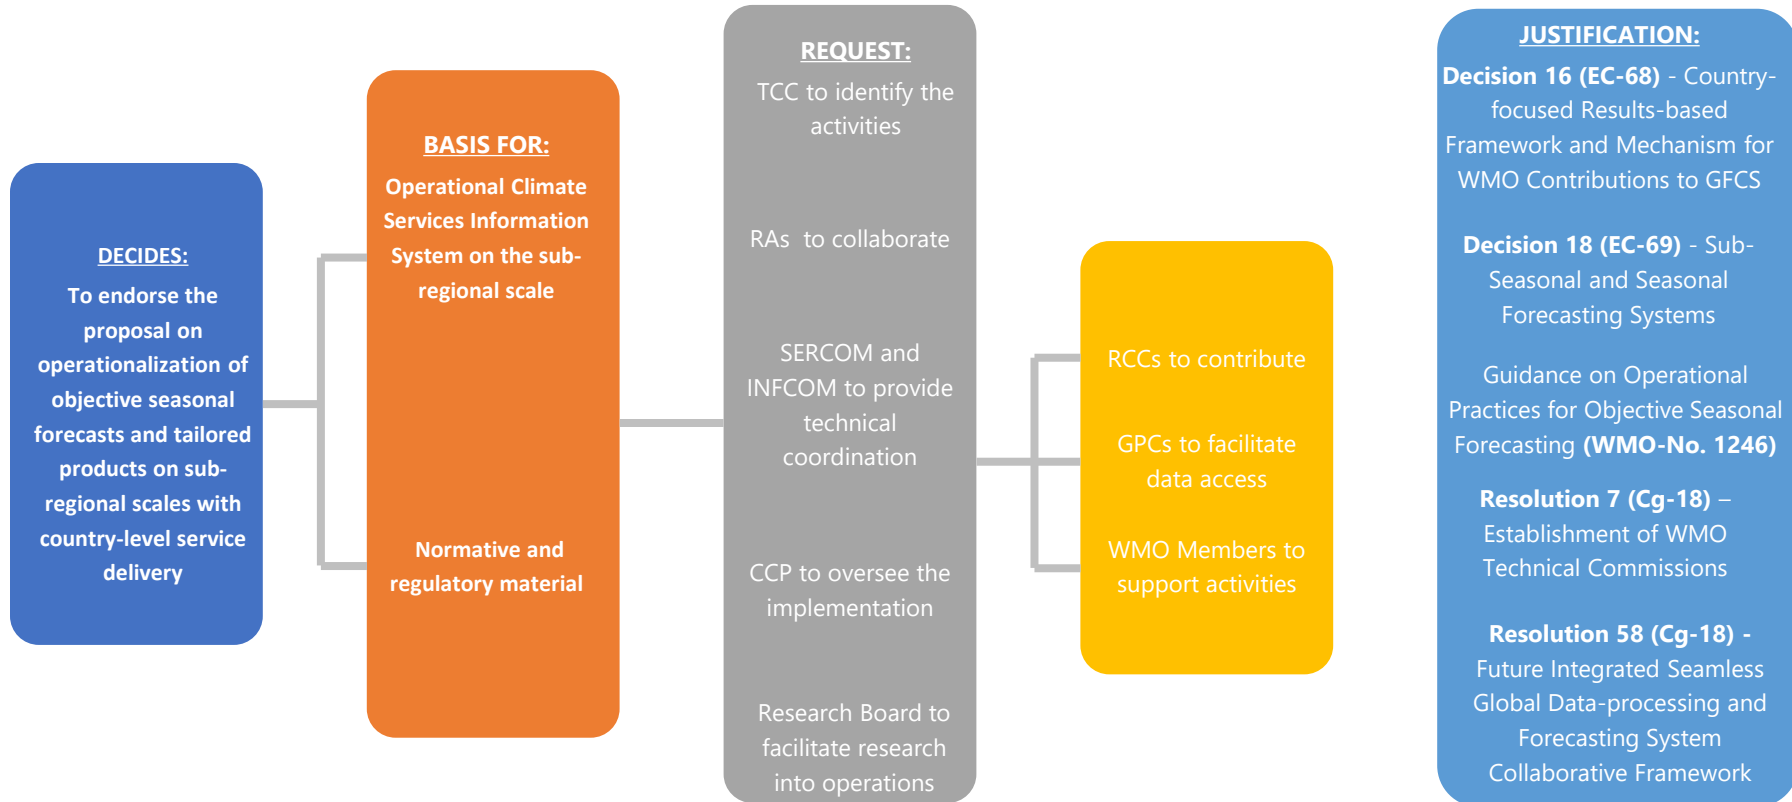 DECIDES:
To endorse the
proposal on
operationalization of
objective seasonal
forecasts and tailored
products on sub-
regional scales with
country-level service
delivery
BASIS FOR:
Operational Climate
Services Information
System on the sub-
regional scale
Normative and
regulatory material
REQUEST:
TCC to identify the
activities
RAs to collaborate
SERCOM and
INFCOM to provide
technical
coordination
CCP to oversee the
implementation
Research Board to
facilitate research
into operations
RCCs to contribute
GPCs to facilitate
data access
WMO Members to
support activities
JUSTIFICATION:
Decision 16 (EC-68) - Country-
focused Results-based
Framework and Mechanism for
WMO Contributions to GFCS
Decision 18 (EC-69) - Sub-
Seasonal and Seasonal
Forecasting Systems
Guidance on Operational
Practices for Objective Seasonal
Forecasting (WMO-No. 1246)
Resolution 7 (Cg-18) –
Establishment of WMO
Technical Commissions
Resolution 58 (Cg-18) -
Future Integrated Seamless
Global Data-processing and
Forecasting System
Collaborative Framework